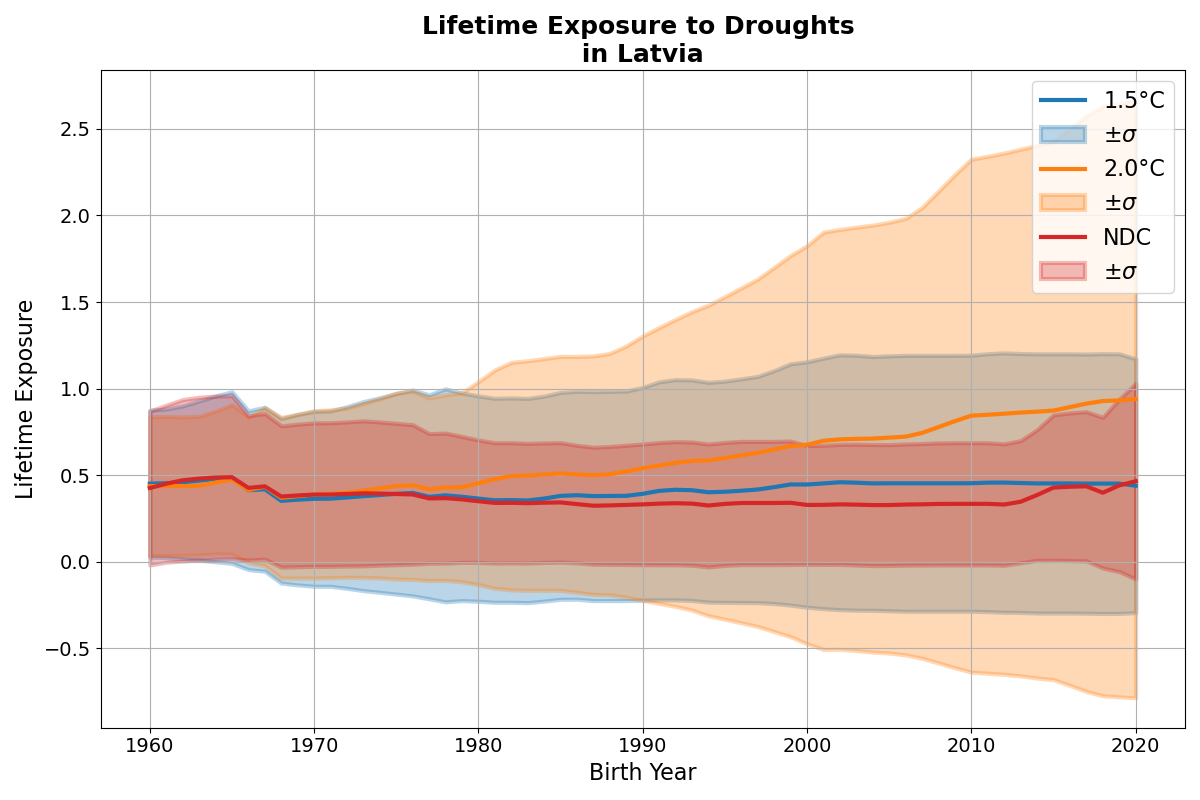 Lifetime Exposure to Droughts
in Latvia
1.5°C
±σ
2.0°C
±σ
NDC
±σ
Lifetime Exposure
2.5
2.0
1.5
1.0
0.5
0.0
−0.5
1960 1970 1980 1990 2000 2010 2020
Birth Year